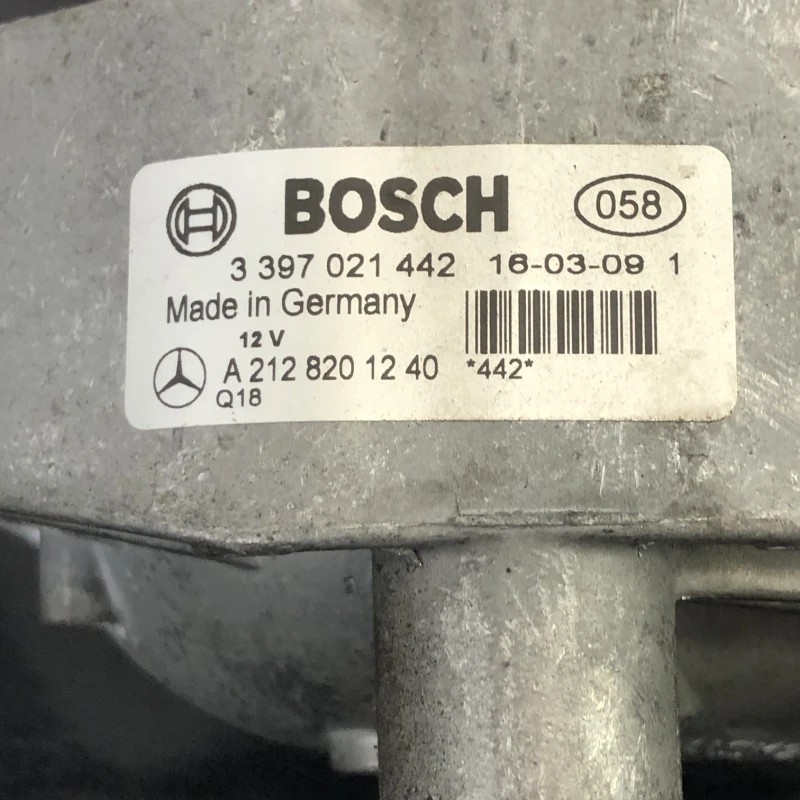 BOSCH 058
3 397 021 442 16-03-09 1
Made in Germany
12 V
A 212 820 12 40 *442*
Q18